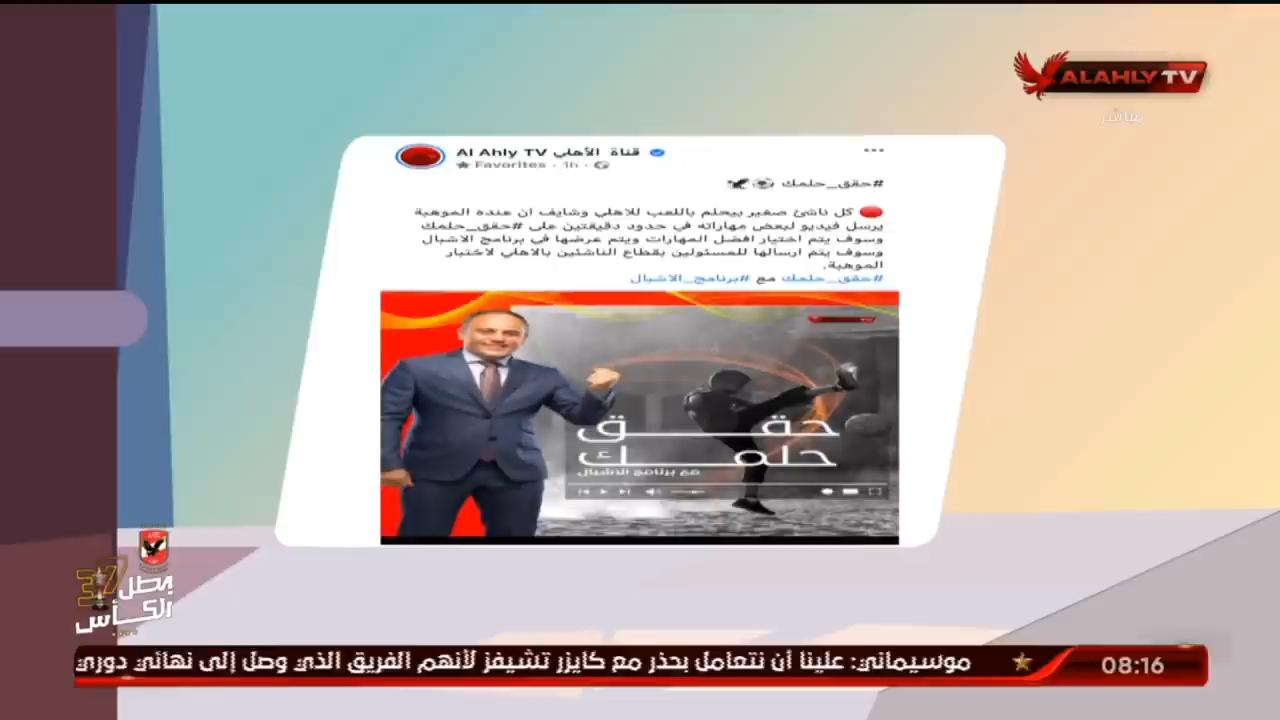 ALAHLY TV
مباشر
Al Ahly TV قناة الأهلي
Favorites · 1h ·
#حقق_حلمك
كل ناشئ صغير بيحلم باللعب للاهلي وشايف ان عنده الموهبة
يرسل فيديو لبعض مهاراته في حدود دقيقتين على #حقق_حلمك
وسوف يتم اختيار افضل المهارات ويتم عرضها في برنامج الاشبال
وسوف يتم ارسالها للمسئولين بقطاع الناشئين بالاهلي لاختبار
الموهبة.
#حقق_حلمك مع #برنامج_الاشبال
حقق
حلمك
مع برنامج الاشبال
بطل 37
الكأس
موسيماني: علينا أن نتعامل بحذر مع كايزر تشيفز لأنهم الفريق الذي وصل إلى نهائي دوري
08:16